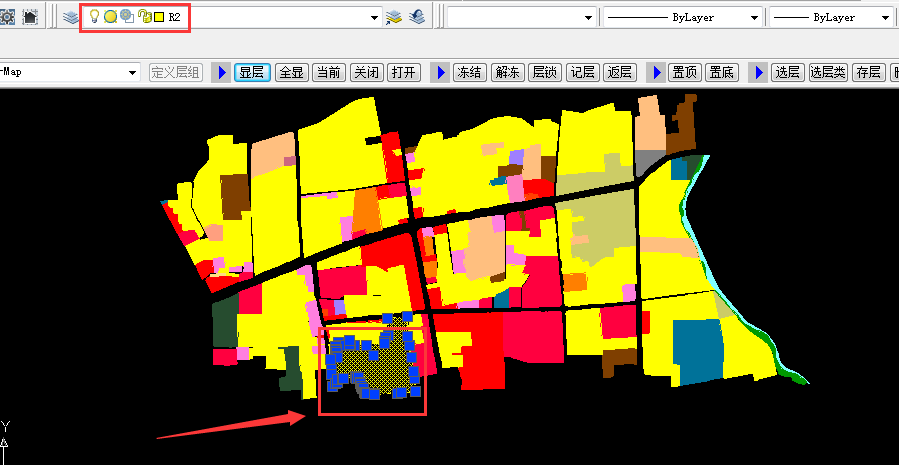 R2
ByLayer
ByLayer
-Map
定义层组
显层
全显
当前
关闭
打开
冻结
解冻
层锁
记层
返层
置顶
置底
选层
选层类
存层
Y